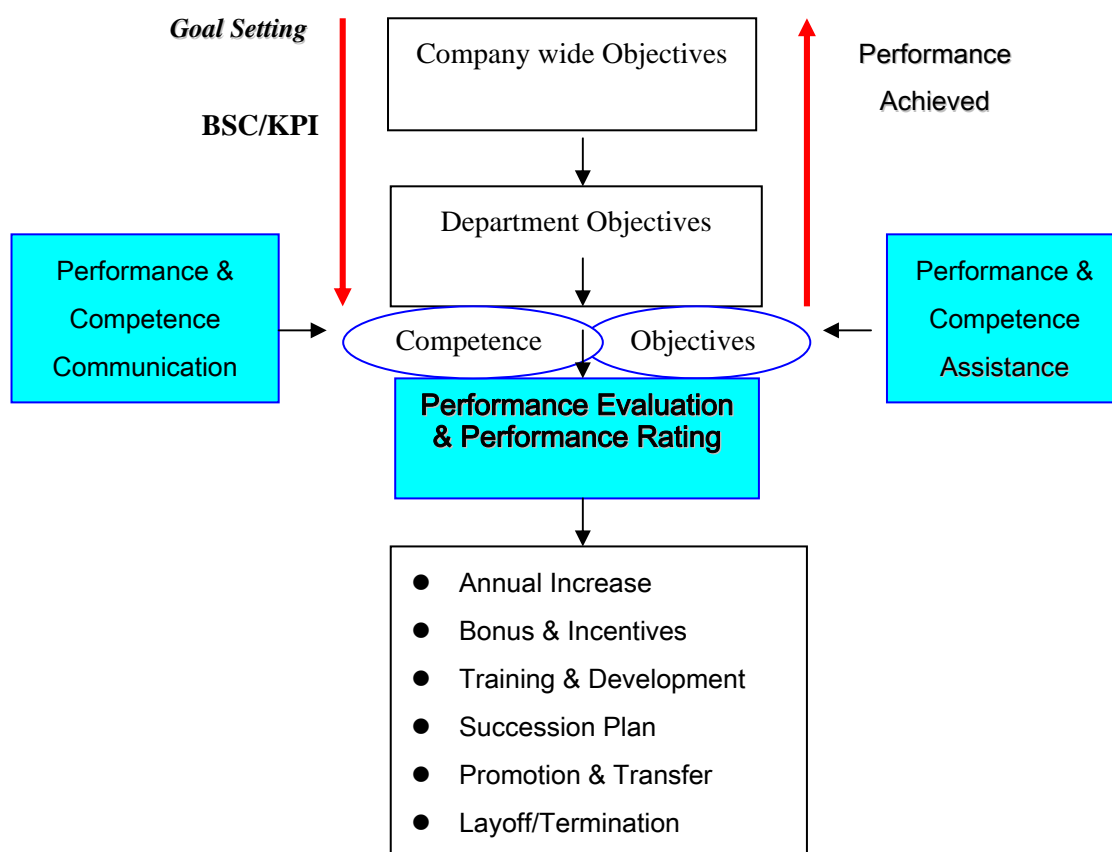 Goal Setting
BSC/KPI
Company wide Objectives
Performance
Achieved
Department Objectives
Performance &
Competence
Communication
Competence
Objectives
Performance &
Competence
Assistance
Performance Evaluation
& Performance Rating
● Annual Increase
● Bonus & Incentives
● Training & Development
● Succession Plan
● Promotion & Transfer
● Layoff/Termination